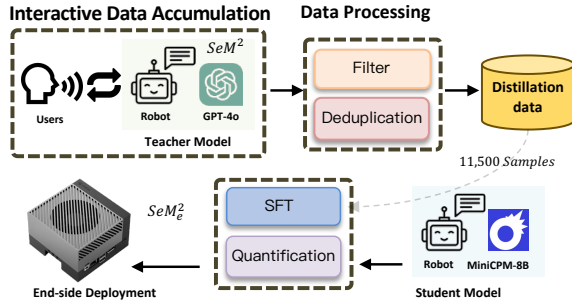 Interactive Data Accumulation
Data Processing
SeM²
Users
Robot
GPT-4o
Teacher Model
Filter
Deduplication
Distillation
data
11,500 Samples
SeM²ₑ
SFT
Quantification
Robot
MiniCPM-8B
End-side Deployment
Student Model